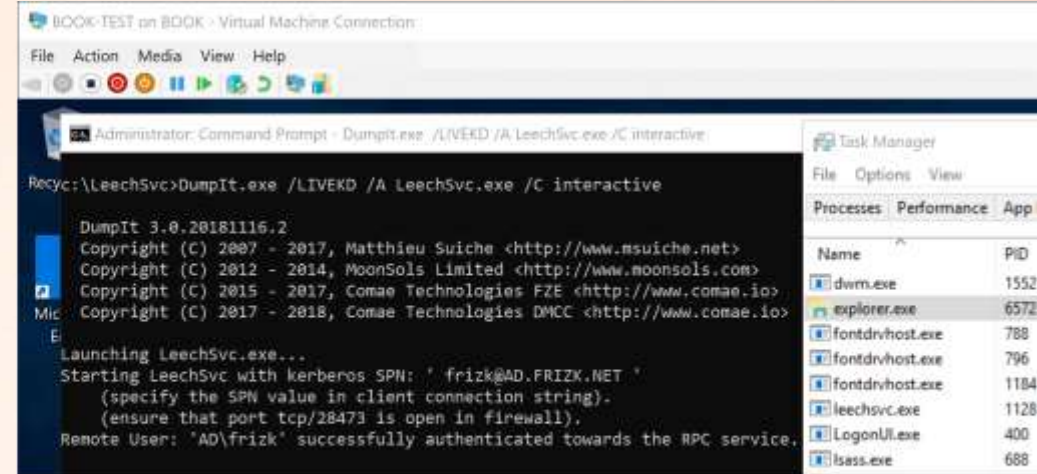 BOOK-TEST on BOOK - Virtual Machine Connection
File Action Media View Help
Administrator: Command Prompt - DumpIt.exe /LIVEKD /A LeechSvc.exe /C interactive
Recyc:\LeechSvc>DumpIt.exe /LIVEKD /A LeechSvc.exe /C interactive
DumpIt 3.0.20181116.2
Copyright (C) 2007 - 2017, Matthieu Suiche <http://www.msuiche.net>
Copyright (C) 2012 - 2014, MoonSols Limited <http://www.moonsols.com>
Copyright (C) 2015 - 2017, Comae Technologies FZE <http://www.comae.io>
Mic Copyright (C) 2017 - 2018, Comae Technologies DMCC <http://www.comae.io>
E
Launching LeechSvc.exe...
Starting LeechSvc with kerberos SPN: ' frizk@AD.FRIZK.NET '
(specify the SPN value in client connection string).
(ensure that port tcp/28473 is open in firewall).
Remote User: 'AD\frizk' successfully authenticated towards the RPC service.
Task Manager
File Options View
Processes Performance App
Name PID
dwm.exe 1552
explorer.exe 6572
fontdrvhost.exe 788
fontdrvhost.exe 796
fontdrvhost.exe 1184
leechsvc.exe 1128
LogonUI.exe 400
lsass.exe 688